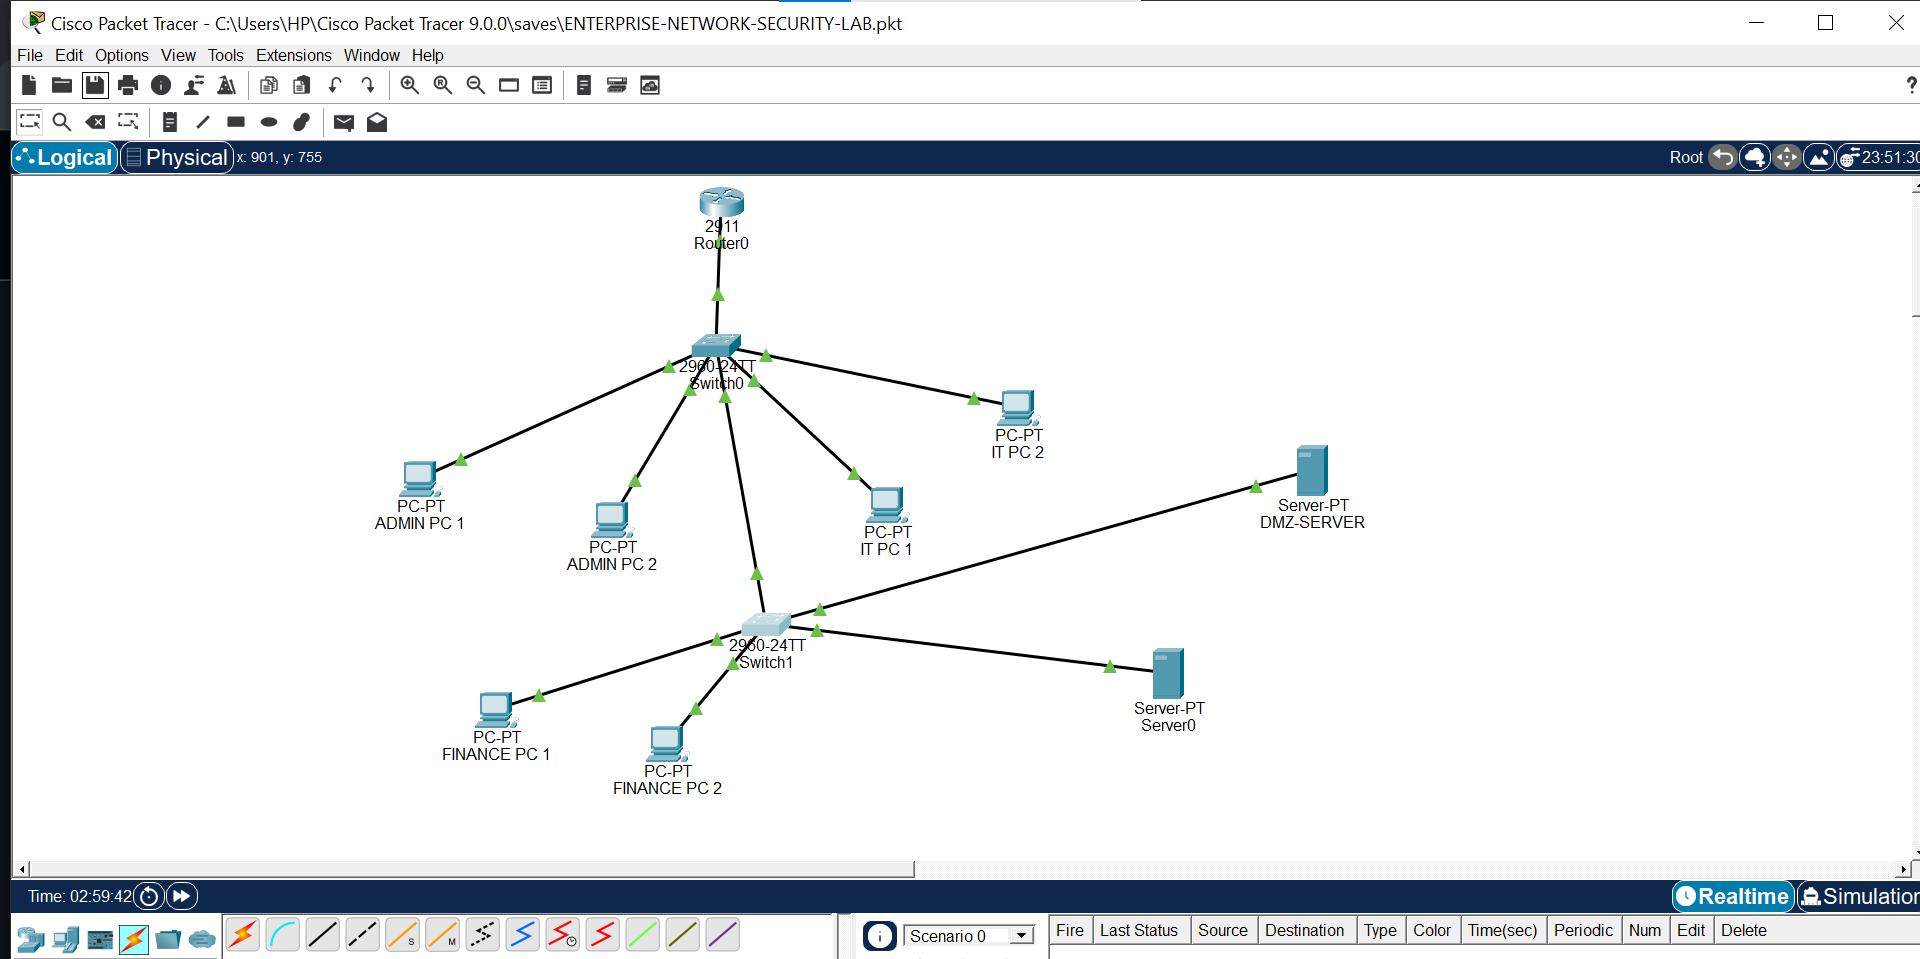 Cisco Packet Tracer - C:\Users\HP\Cisco Packet Tracer 9.0.0\saves\ENTERPRISE-NETWORK-SECURITY-LAB.pkt
File Edit Options View Tools Extensions Window Help
?
Logical Physical x: 901, y: 755 Root 23:51:30
2911
Router0
2960-24TT
Switch0
PC-PT
IT PC 2
PC-PT
ADMIN PC 1
Server-PT
DMZ-SERVER
PC-PT
IT PC 1
PC-PT
ADMIN PC 2
2960-24TT
Switch1
Server-PT
Server0
PC-PT
FINANCE PC 1
PC-PT
FINANCE PC 2
Time: 02:59:42 Realtime Simulation
S M
Scenario 0
Fire Last Status Source Destination Type Color Time(sec) Periodic Num Edit Delete